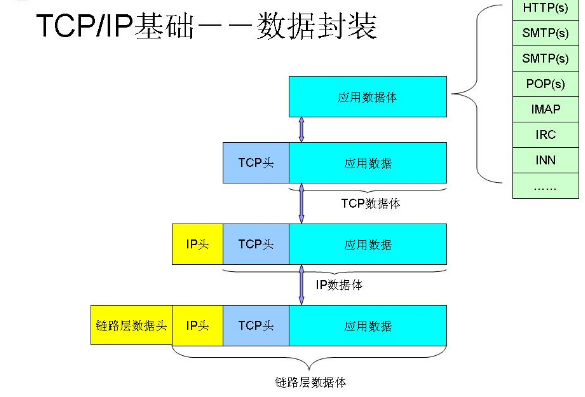 TCP/IP基础－－数据封装
HTTP(s)
SMTP(s)
SMTP(s)
POP(s)
IMAP
IRC
INN
……
应用数据体
TCP头 应用数据
TCP数据体
IP头 TCP头 应用数据
IP数据体
链路层数据头 IP头 TCP头 应用数据
链路层数据体